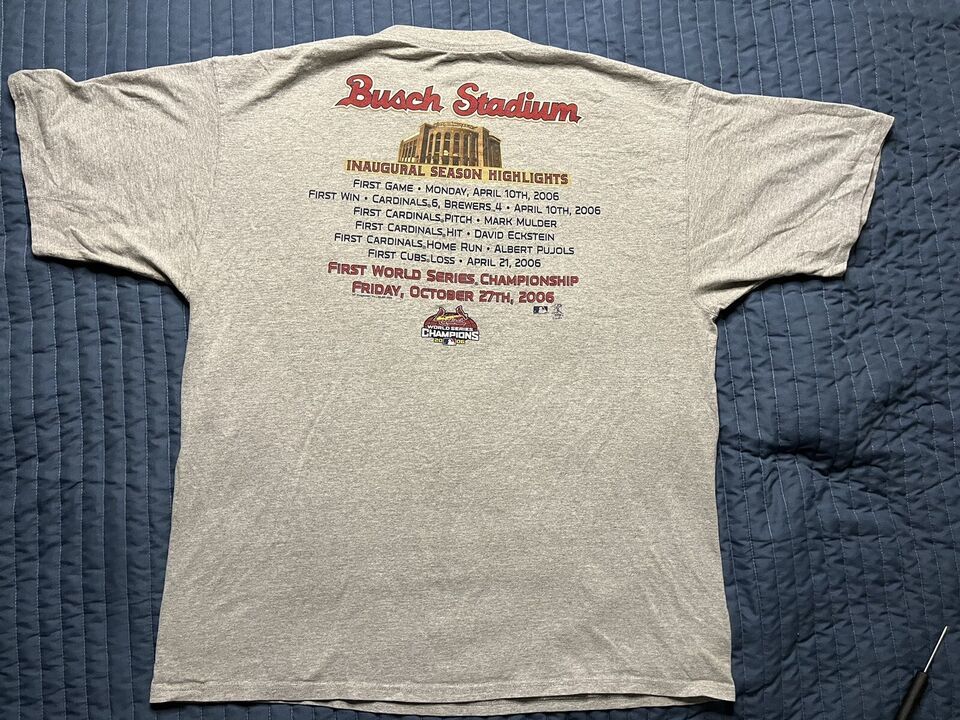 Busch Stadium
INAUGURAL SEASON HIGHLIGHTS
FIRST GAME • MONDAY, APRIL 10TH, 2006
FIRST WIN • CARDINALS 6, BREWERS 4 • APRIL 10TH, 2006
FIRST CARDINALS PITCH • MARK MULDER
FIRST CARDINALS HIT • DAVID ECKSTEIN
FIRST CARDINALS HOME RUN • ALBERT PUJOLS
FIRST CUBS LOSS • APRIL 21, 2006
FIRST WORLD SERIES CHAMPIONSHIP
FRIDAY, OCTOBER 27TH, 2006
WORLD SERIES
CHAMPIONS
2006